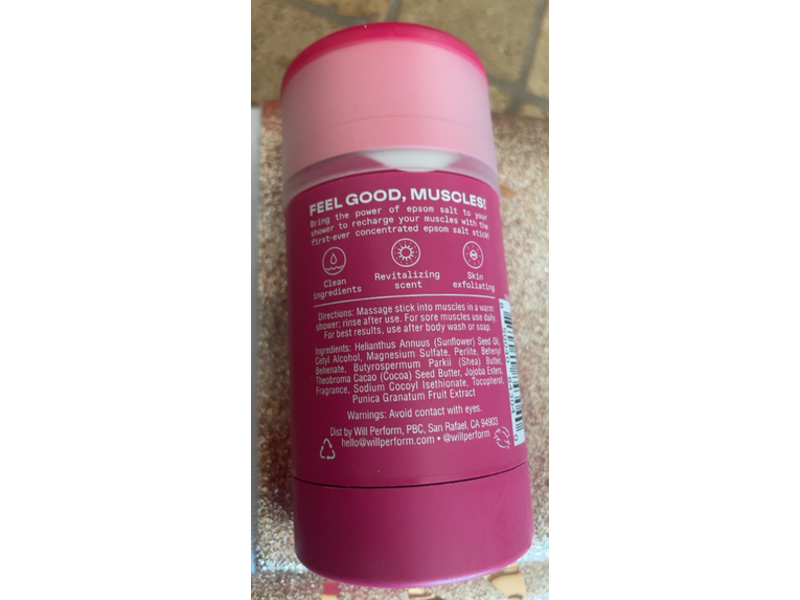 FEEL GOOD, MUSCLES!
Bring the power of epsom salt to your
shower to recharge your muscles with the
first-ever concentrated epsom salt stick!
Clean
ingredients
Revitalizing
scent
Skin
exfoliating
Directions: Massage stick into muscles in a warm
shower; rinse after use. For sore muscles use daily.
For best results, use after body wash or soap.
Ingredients: Helianthus Annuus (Sunflower) Seed Oil,
Cetyl Alcohol, Magnesium Sulfate, Perlite, Behenyl
Behenate, Butyrospermum Parkii (Shea) Butter,
Theobroma Cacao (Cocoa) Seed Butter, Jojoba Esters,
Fragrance, Sodium Cocoyl Isethionate, Tocopherol,
Punica Granatum Fruit Extract
Warnings: Avoid contact with eyes.
Dist by Will Perform, PBC, San Rafael, CA 94903
hello@willperform.com • @willperform